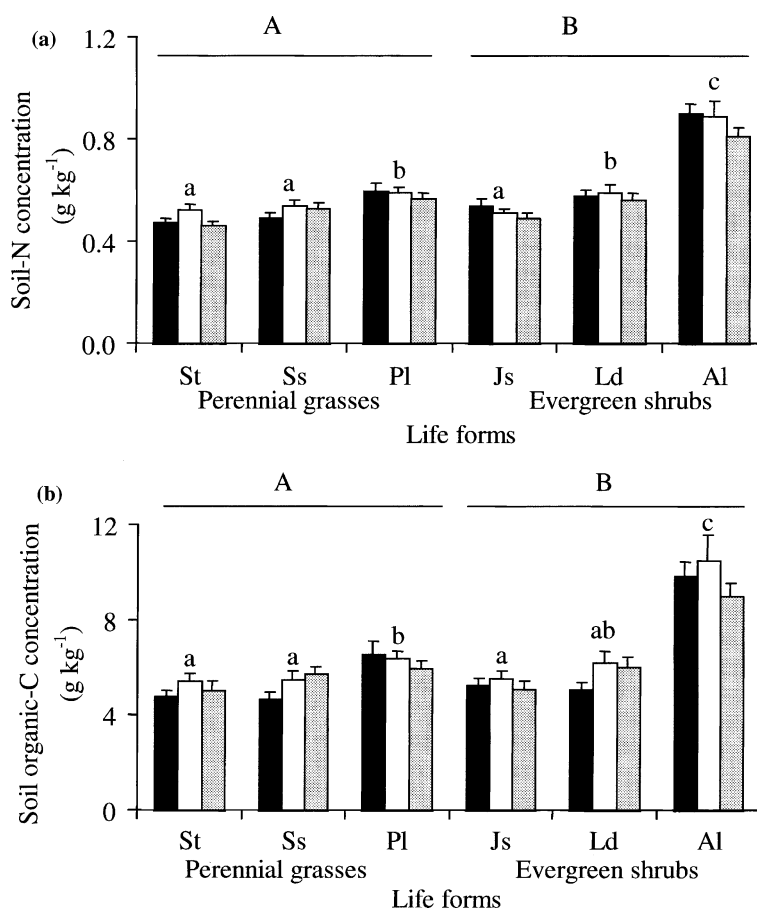 (a)
A B
Soil-N concentration
(g kg⁻¹)
1.2
0.8
0.4
0.0
a a b a b c
St Ss Pl Js Ld Al
Perennial grasses Evergreen shrubs
Life forms
(b)
A B
Soil organic-C concentration
(g kg⁻¹)
12
8
4
0
a a b a ab c
St Ss Pl Js Ld Al
Perennial grasses Evergreen shrubs
Life forms